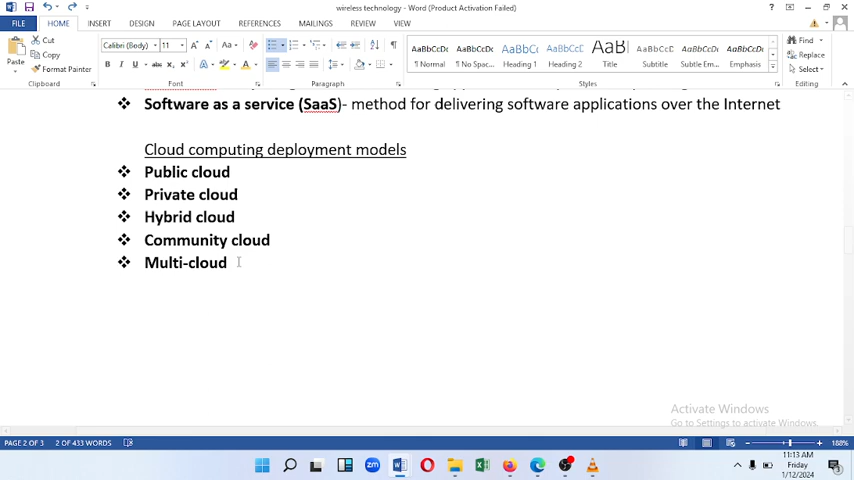 wireless technology - Word (Product Activation Failed)
FILE HOME INSERT DESIGN PAGE LAYOUT REFERENCES MAILINGS REVIEW VIEW
Paste
Cut
Copy
Format Painter
Clipboard
Calibri (Body) 11
Font
Paragraph
AaBbCcDc AaBbCcDc AaBbC AaBbCc AaBl AaBbCcD AaBbCcDc AaBbCcDc
¶ Normal ¶ No Spac... Heading 1 Heading 2 Title Subtitle Subtle Em... Emphasis
Styles
Find
Replace
Select
Editing
❖ Software as a service (SaaS)- method for delivering software applications over the Internet
Cloud computing deployment models
❖ Public cloud
❖ Private cloud
❖ Hybrid cloud
❖ Community cloud
❖ Multi-cloud
Activate Windows
Go to Settings to activate Windows.
PAGE 2 OF 3 2 OF 433 WORDS 188%
11:13 AM
Friday
1/12/2024